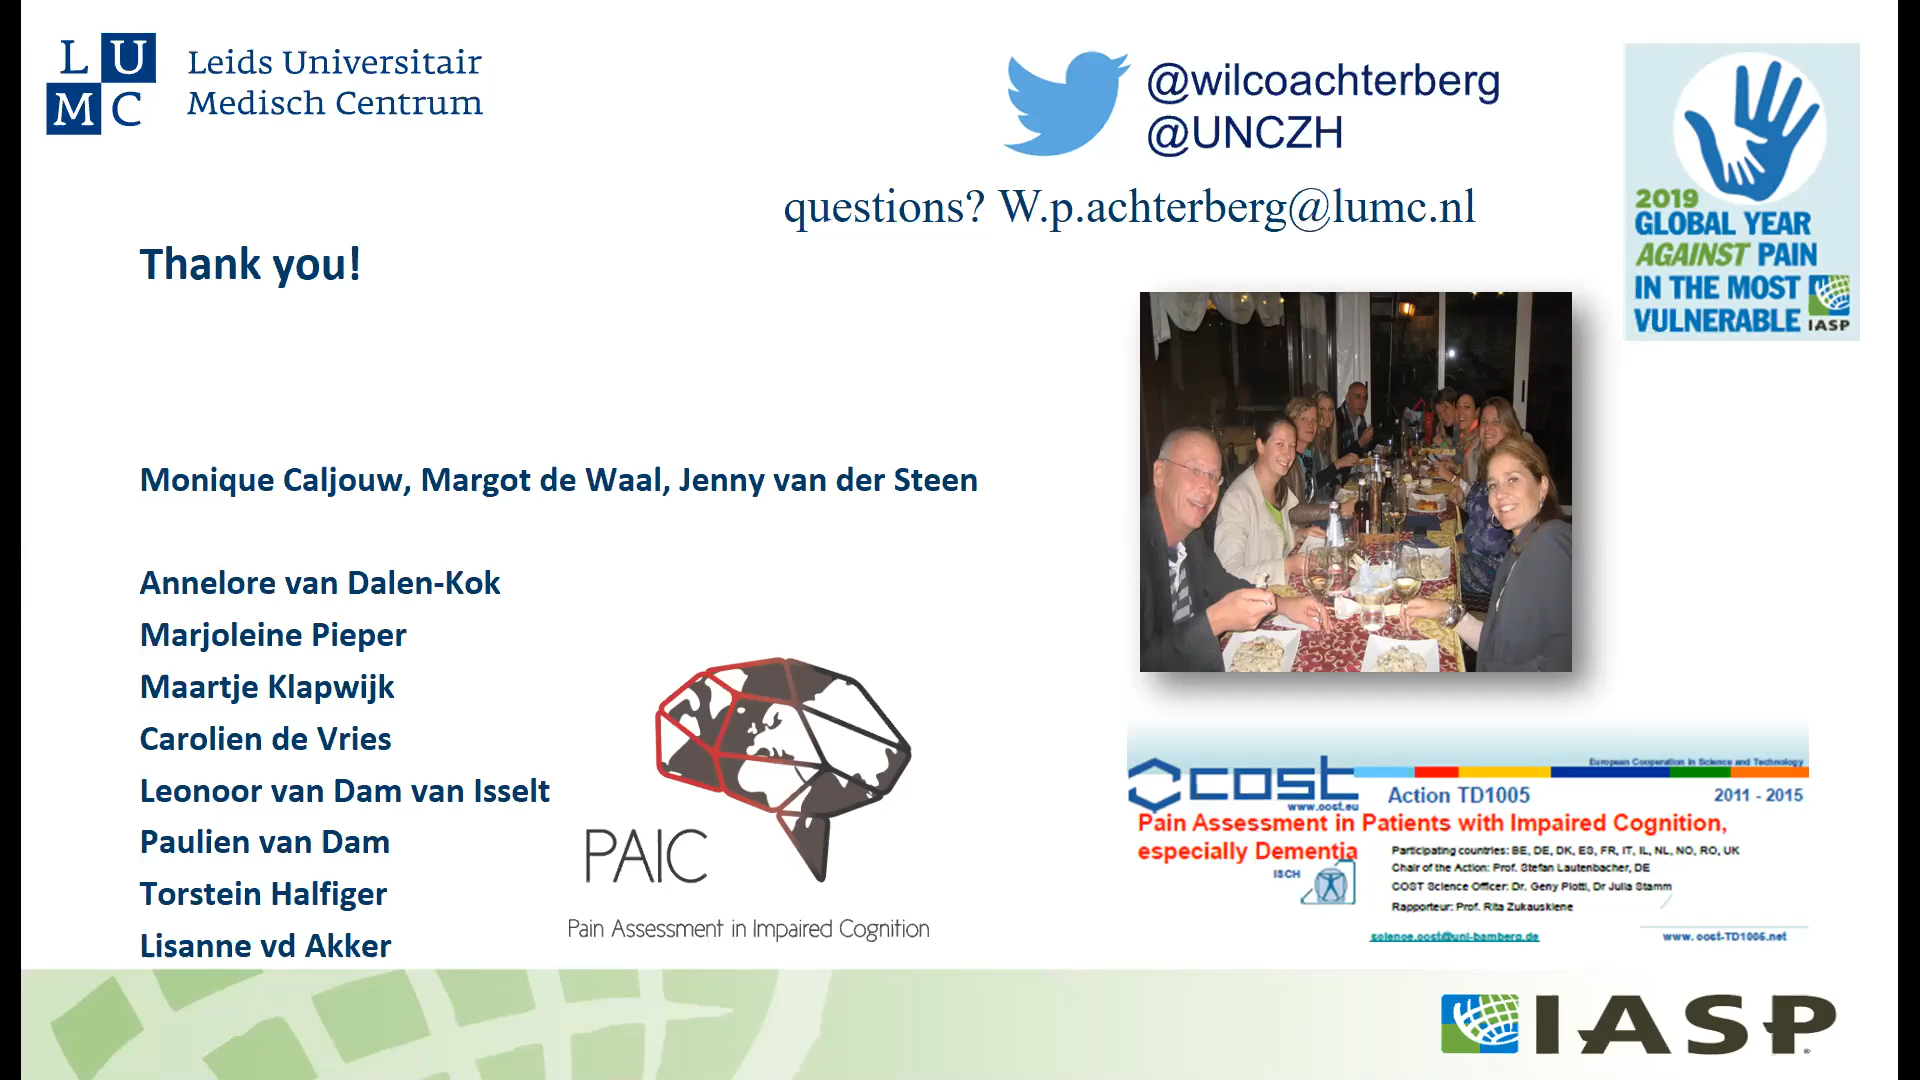 L U
M C
Leids Universitair
Medisch Centrum
@wilcoachterberg
@UNCZH
questions? W.p.achterberg@lumc.nl
2019
GLOBAL YEAR
AGAINST PAIN
IN THE MOST
VULNERABLE
IASP
Thank you!
Monique Caljouw, Margot de Waal, Jenny van der Steen
Annelore van Dalen-Kok
Marjoleine Pieper
Maartje Klapwijk
Carolien de Vries
Leonoor van Dam van Isselt
Paulien van Dam
Torstein Halfiger
Lisanne vd Akker
PAIC
Pain Assessment in Impaired Cognition
European Cooperation in Science and Technology
cost
www.cost.eu
Action TD1005
2011 - 2015
Pain Assessment in Patients with Impaired Cognition,
especially Dementia
ISCH
Participating countries: BE, DE, DK, ES, FR, IT, IL, NL, NO, RO, UK
Chair of the Action: Prof. Stefan Lautenbacher, DE
COST Science Officer: Dr. Geny Piotti, Dr Julia Stamm
Rapporteur: Prof. Rita Zukauskiene
science.cost@uni-bamberg.de
www.cost-TD1005.net
IASP